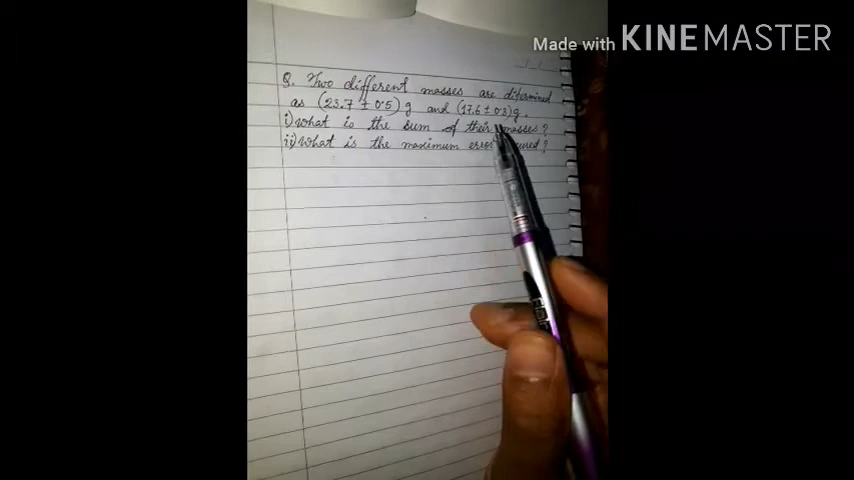 Made with KINEMASTER
Q. Two different masses are ditermined
as (23.7 ± 0.5) g and (17.6 ± 0.3) g.
i) what is the sum of their masses?
ii) What is the maximum error